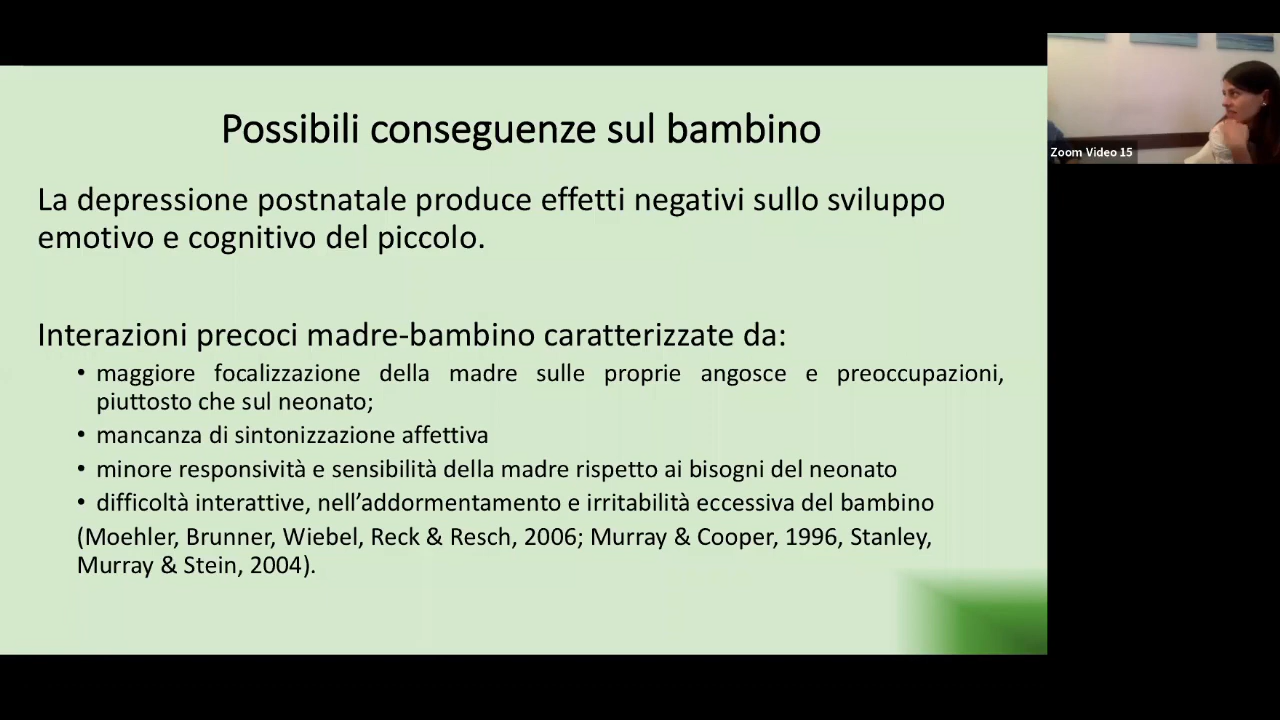 Possibili conseguenze sul bambino
La depressione postnatale produce effetti negativi sullo sviluppo
emotivo e cognitivo del piccolo.
Interazioni precoci madre-bambino caratterizzate da:
• maggiore focalizzazione della madre sulle proprie angosce e preoccupazioni,
piuttosto che sul neonato;
• mancanza di sintonizzazione affettiva
• minore responsività e sensibilità della madre rispetto ai bisogni del neonato
• difficoltà interattive, nell’addormentamento e irritabilità eccessiva del bambino
(Moehler, Brunner, Wiebel, Reck & Resch, 2006; Murray & Cooper, 1996, Stanley,
Murray & Stein, 2004).
Zoom Video 15